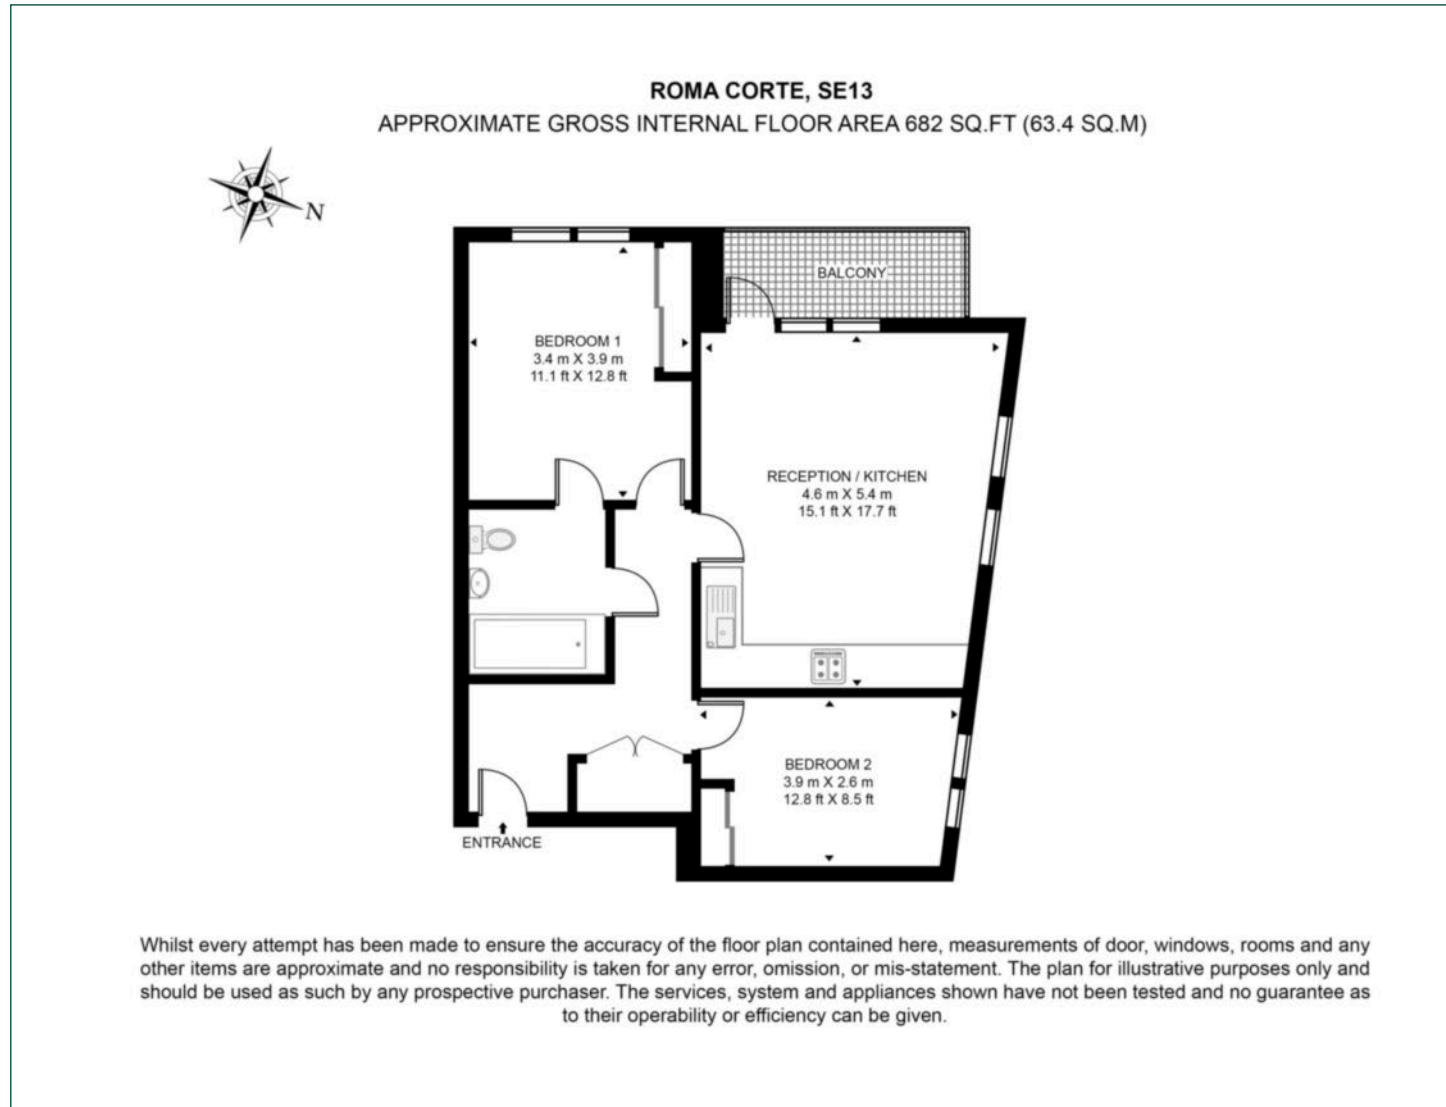 ROMA CORTE, SE13
APPROXIMATE GROSS INTERNAL FLOOR AREA 682 SQ.FT (63.4 SQ.M)
N
BALCONY
BEDROOM 1
3.4 m X 3.9 m
11.1 ft X 12.8 ft
RECEPTION / KITCHEN
4.6 m X 5.4 m
15.1 ft X 17.7 ft
BEDROOM 2
3.9 m X 2.6 m
12.8 ft X 8.5 ft
ENTRANCE
Whilst every attempt has been made to ensure the accuracy of the floor plan contained here, measurements of door, windows, rooms and any
other items are approximate and no responsibility is taken for any error, omission, or mis-statement. The plan for illustrative purposes only and
should be used as such by any prospective purchaser. The services, system and appliances shown have not been tested and no guarantee as
to their operability or efficiency can be given.